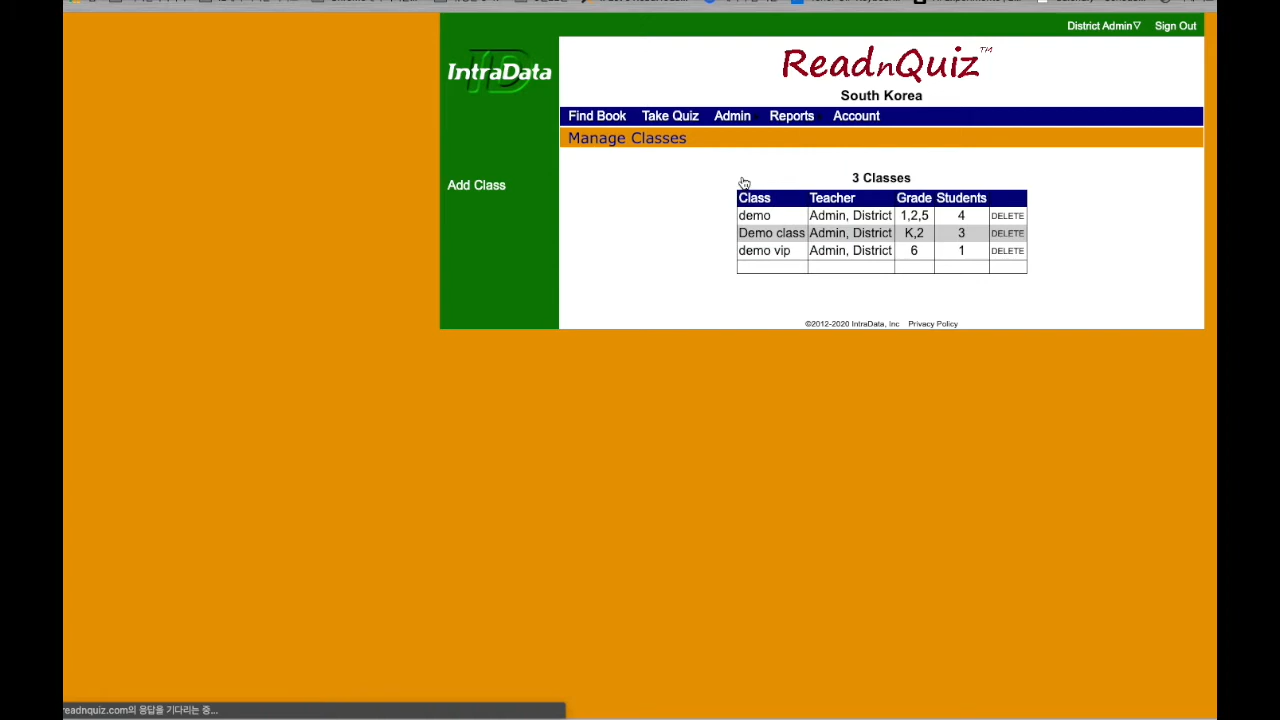 District Admin▽ Sign Out
IntraData
ReadnQuiz™
South Korea
Find Book Take Quiz Admin Reports Account
Manage Classes
Add Class
3 Classes
Class Teacher Grade Students
demo Admin, District 1,2,5 4 DELETE
Demo class Admin, District K,2 3 DELETE
demo vip Admin, District 6 1 DELETE
©2012-2020 IntraData, Inc Privacy Policy
readnquiz.com의 응답을 기다리는 중...